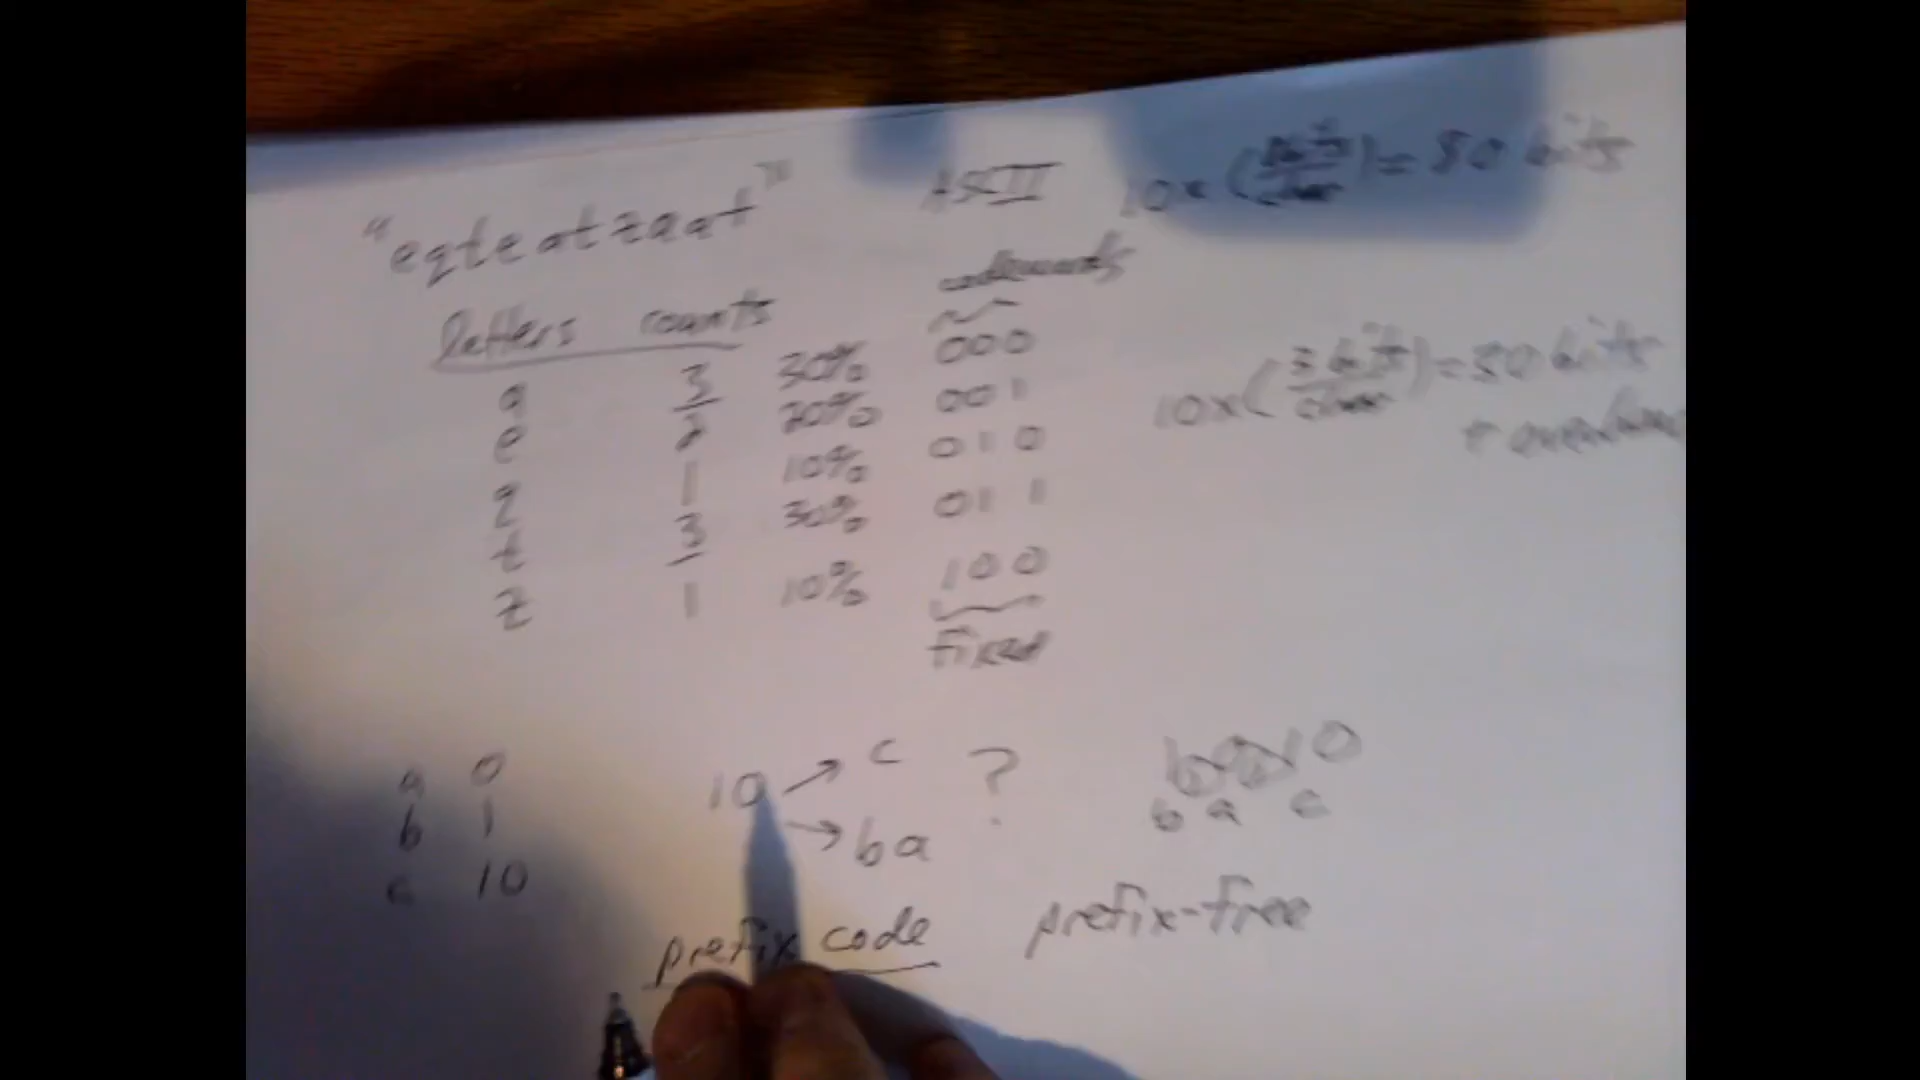 "eqteatzaat"
ASCII 10x(8bits/char)=80 bits
codewords
letters counts
a 3 30% 000
e 2 20% 001
q 1 10% 010
t 3 30% 011
z 1 10% 100
fixed
10x(3 bits/char)=30 bits
+ overhead
a 0
b 1
c 10
10 → c ?
→ ba
1010
b a c
prefix code prefix-free